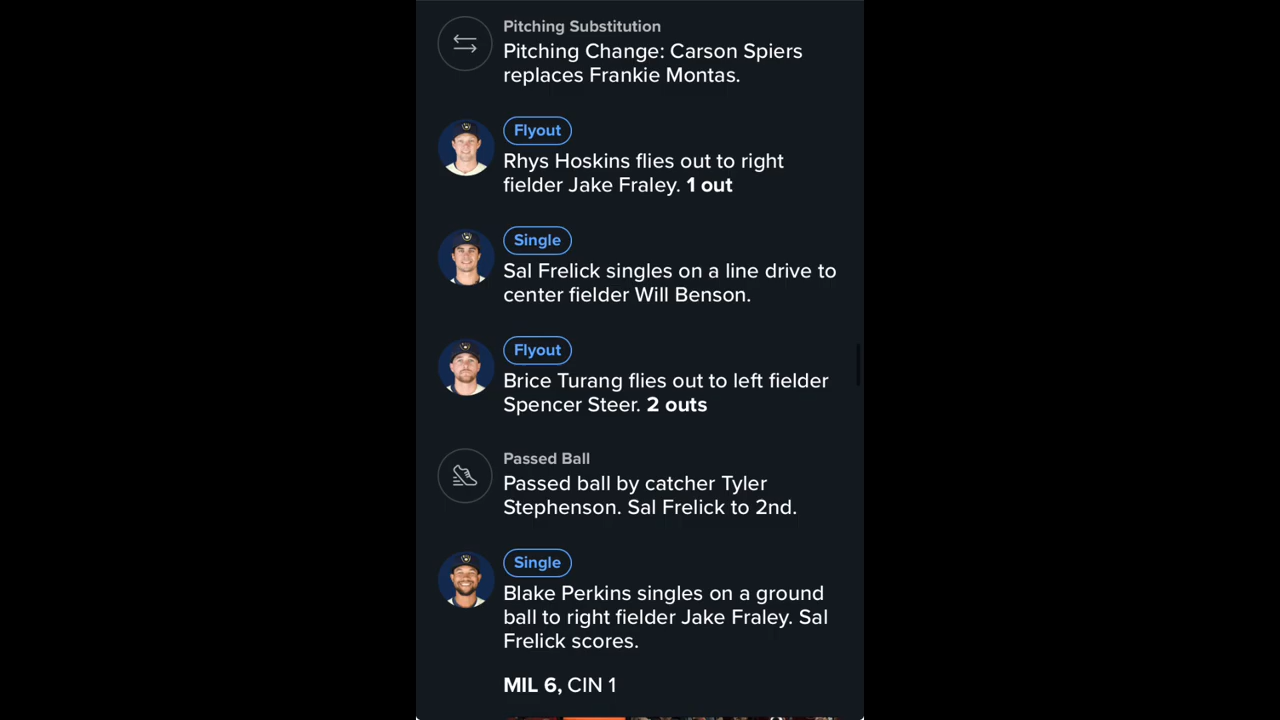 Pitching Substitution
Pitching Change: Carson Spiers
replaces Frankie Montas.
Flyout
Rhys Hoskins flies out to right
fielder Jake Fraley. 1 out
Single
Sal Frelick singles on a line drive to
center fielder Will Benson.
Flyout
Brice Turang flies out to left fielder
Spencer Steer. 2 outs
Passed Ball
Passed ball by catcher Tyler
Stephenson. Sal Frelick to 2nd.
Single
Blake Perkins singles on a ground
ball to right fielder Jake Fraley. Sal
Frelick scores.
MIL 6, CIN 1